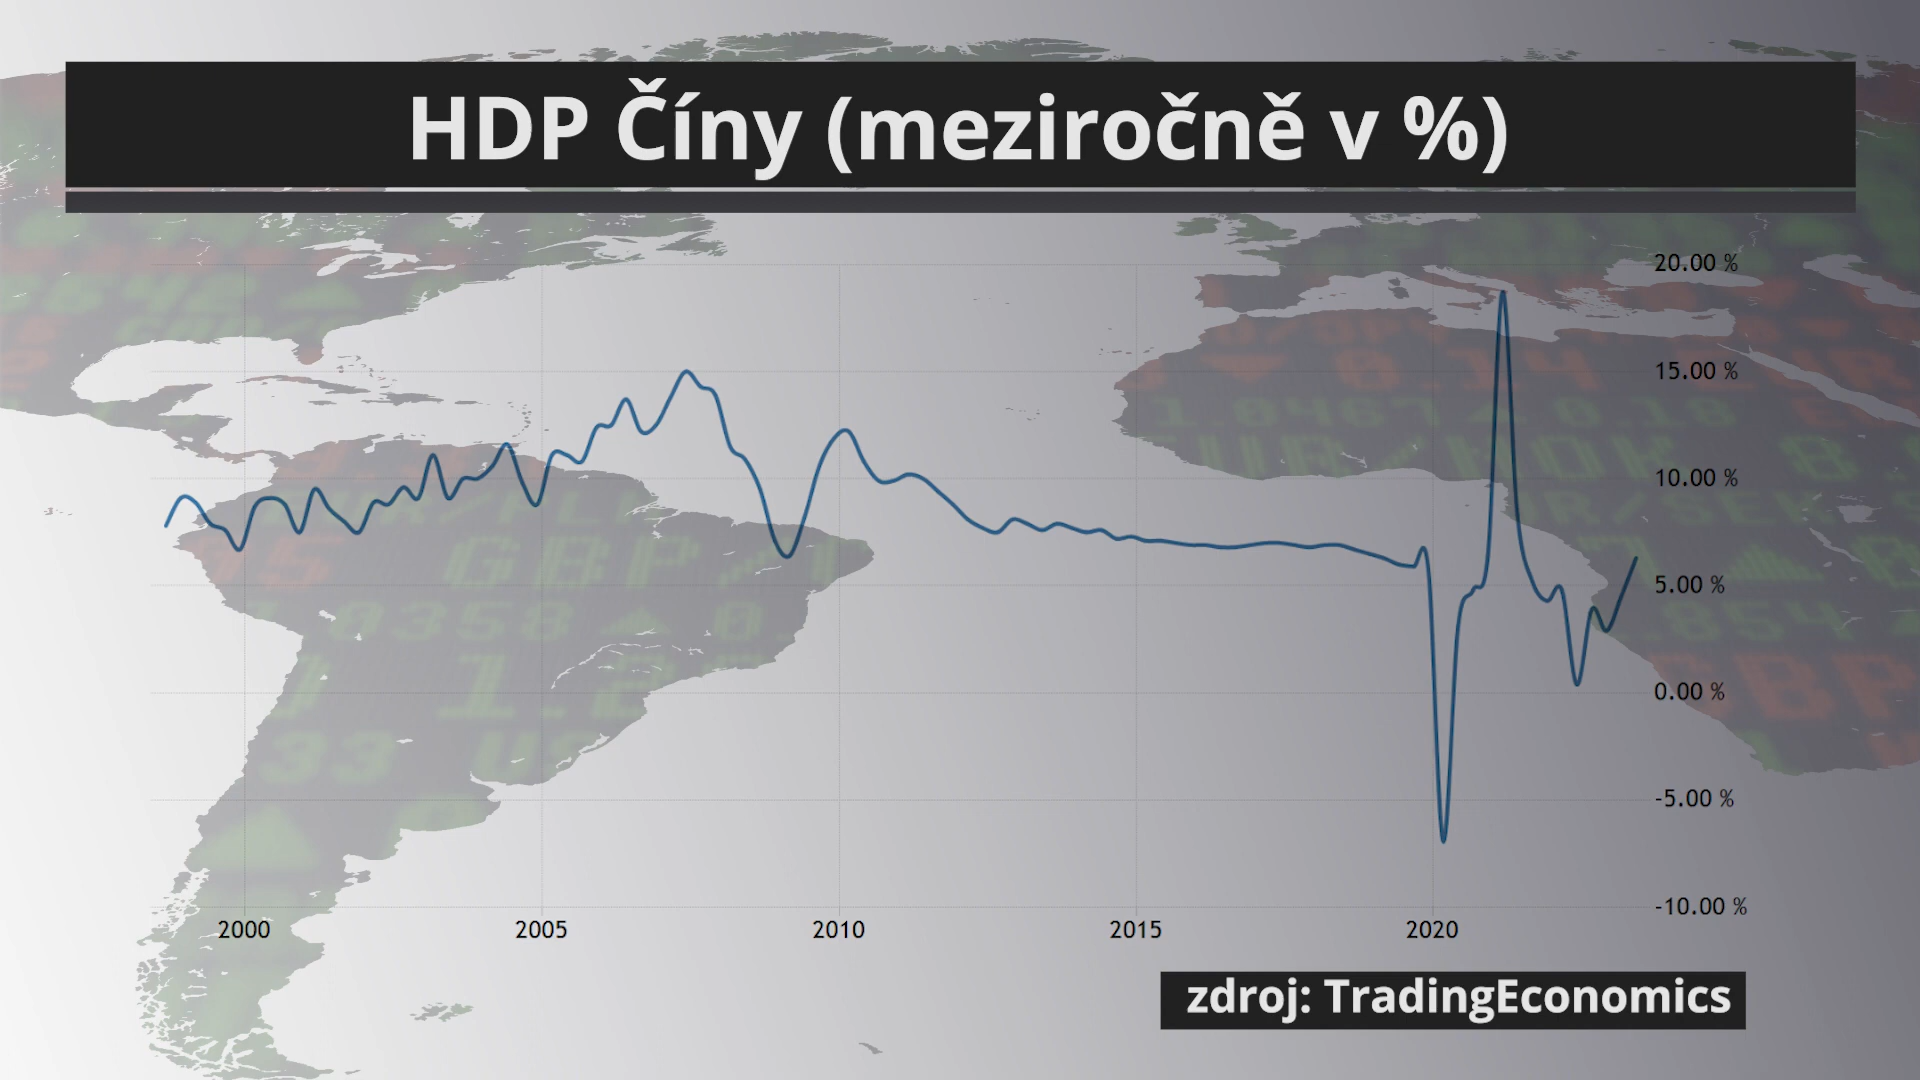 HDP Číny (meziročně v %)
20.00 %
15.00 %
10.00 %
5.00 %
0.00 %
-5.00 %
-10.00 %
2000 2005 2010 2015 2020
zdroj: TradingEconomics